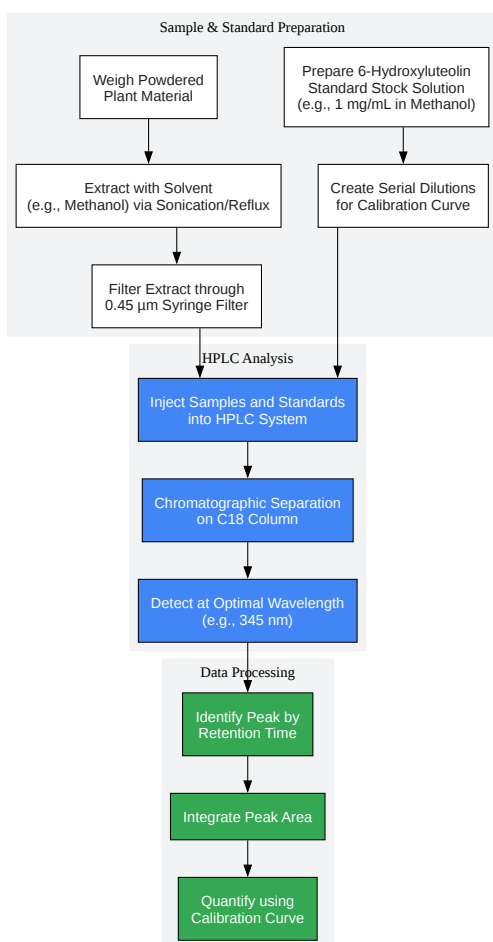 Sample & Standard Preparation
Weigh Powdered
Plant Material
Prepare 6-Hydroxyluteolin
Standard Stock Solution
(e.g., 1 mg/mL in Methanol)
Extract with Solvent
(e.g., Methanol) via Sonication/Reflux
Create Serial Dilutions
for Calibration Curve
Filter Extract through
0.45 µm Syringe Filter
HPLC Analysis
Inject Samples and Standards
into HPLC System
Chromatographic Separation
on C18 Column
Detect at Optimal Wavelength
(e.g., 345 nm)
Data Processing
Identify Peak by
Retention Time
Integrate Peak Area
Quantify using
Calibration Curve